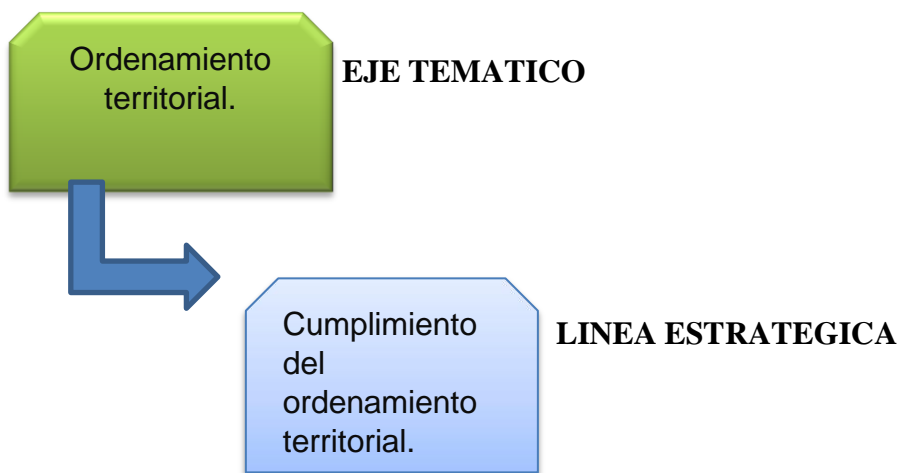 Ordenamiento
territorial.
EJE TEMATICO
Cumplimiento
del
ordenamiento
territorial.
LINEA ESTRATEGICA